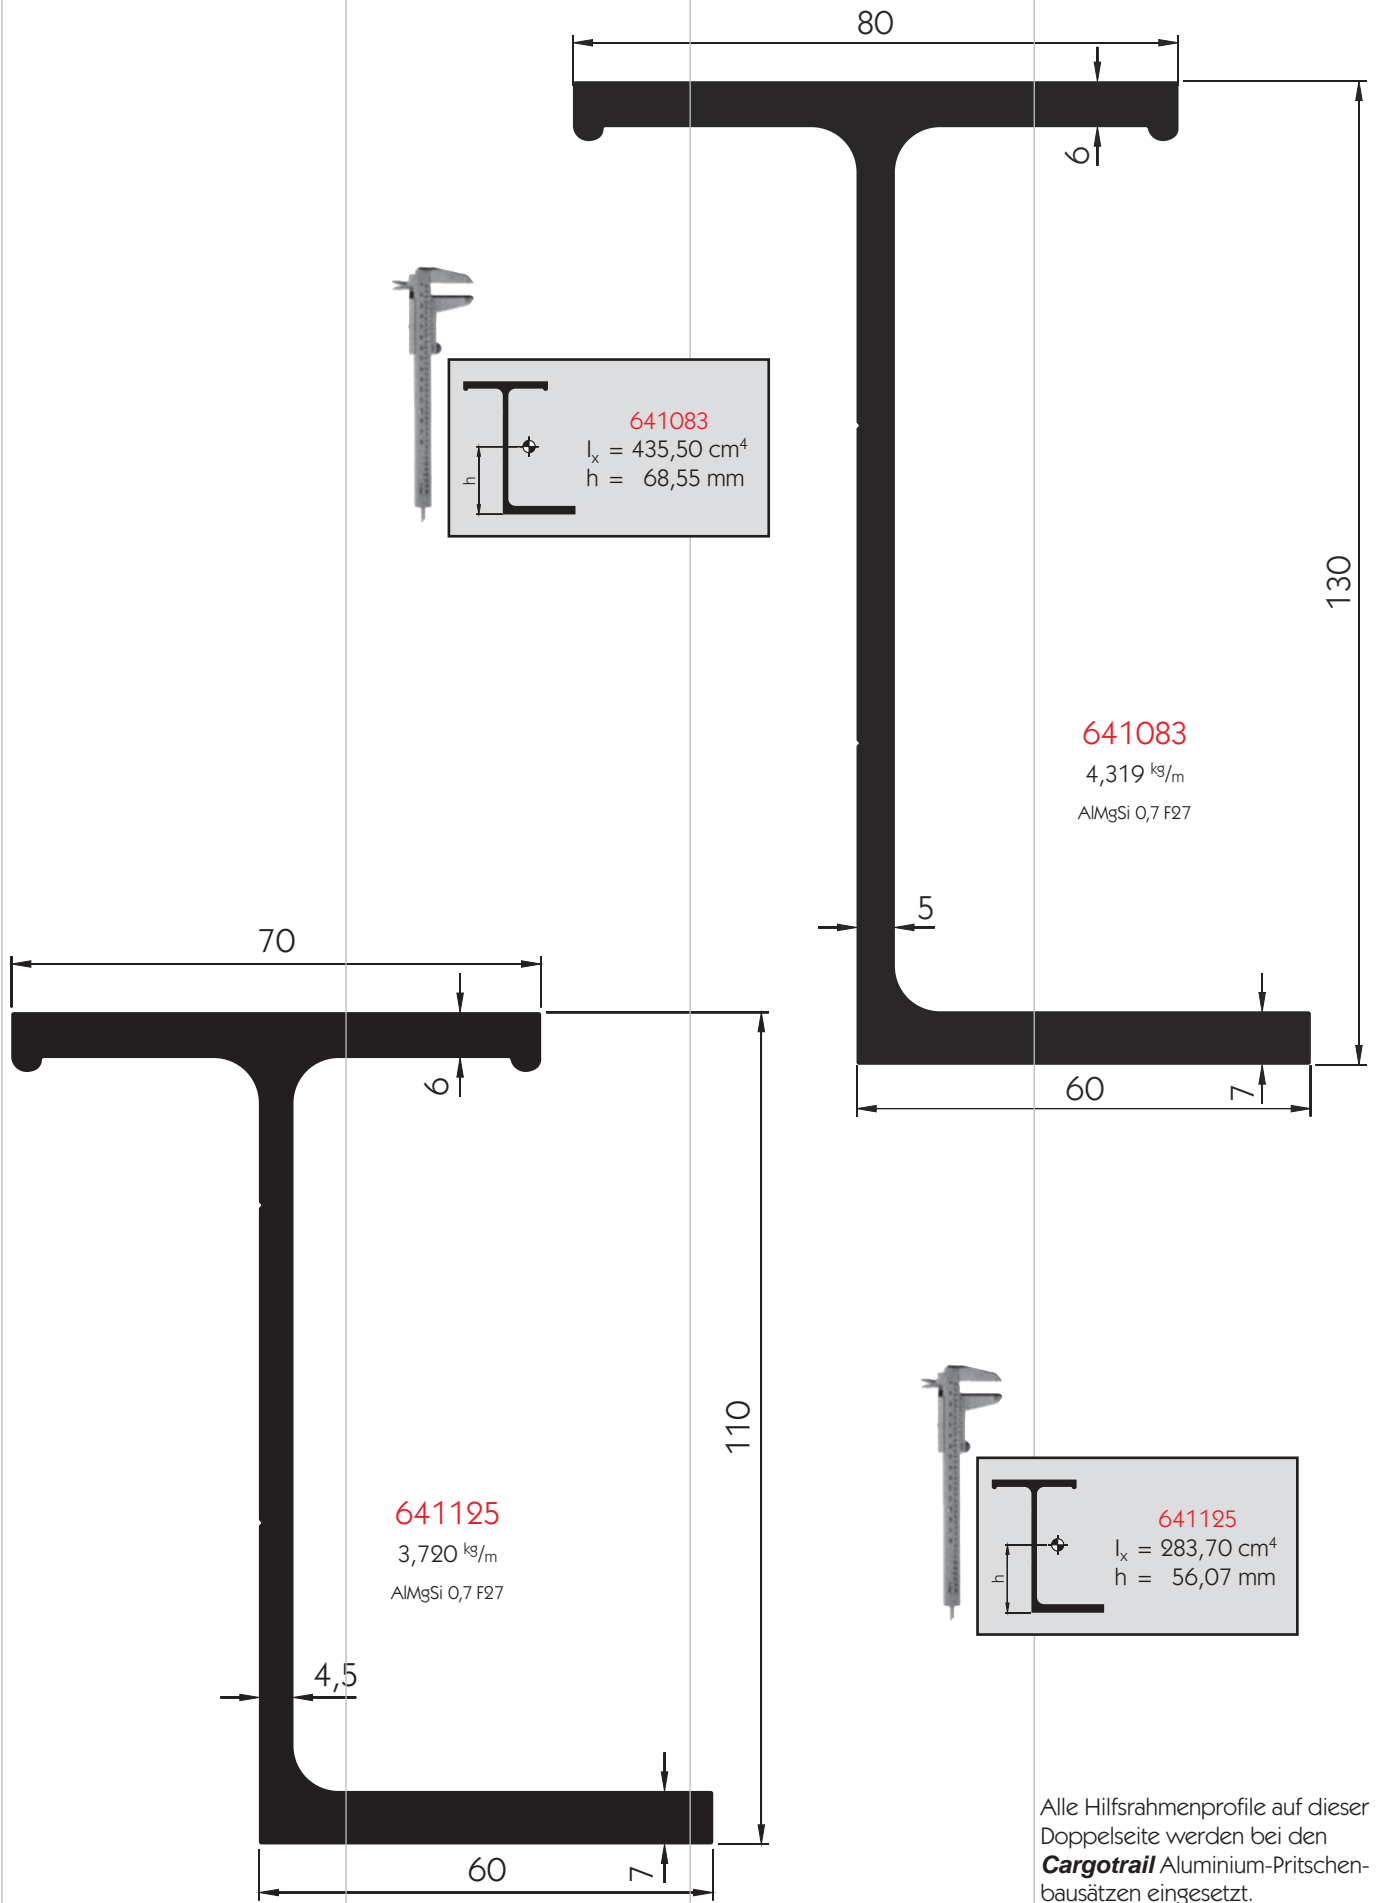 80
6
130
641083
Iₓ = 435,50 cm⁴
h = 68,55 mm
h
641083
4,319 kg/m
AlMgSi 0,7 F27
5
60
7
70
6
110
641125
3,720 kg/m
AlMgSi 0,7 F27
4,5
60
7
641125
Iₓ = 283,70 cm⁴
h = 56,07 mm
h
Alle Hilfsrahmenprofile auf dieser
Doppelseite werden bei den
Cargotrail Aluminium-Pritschen-
bausätzen eingesetzt.